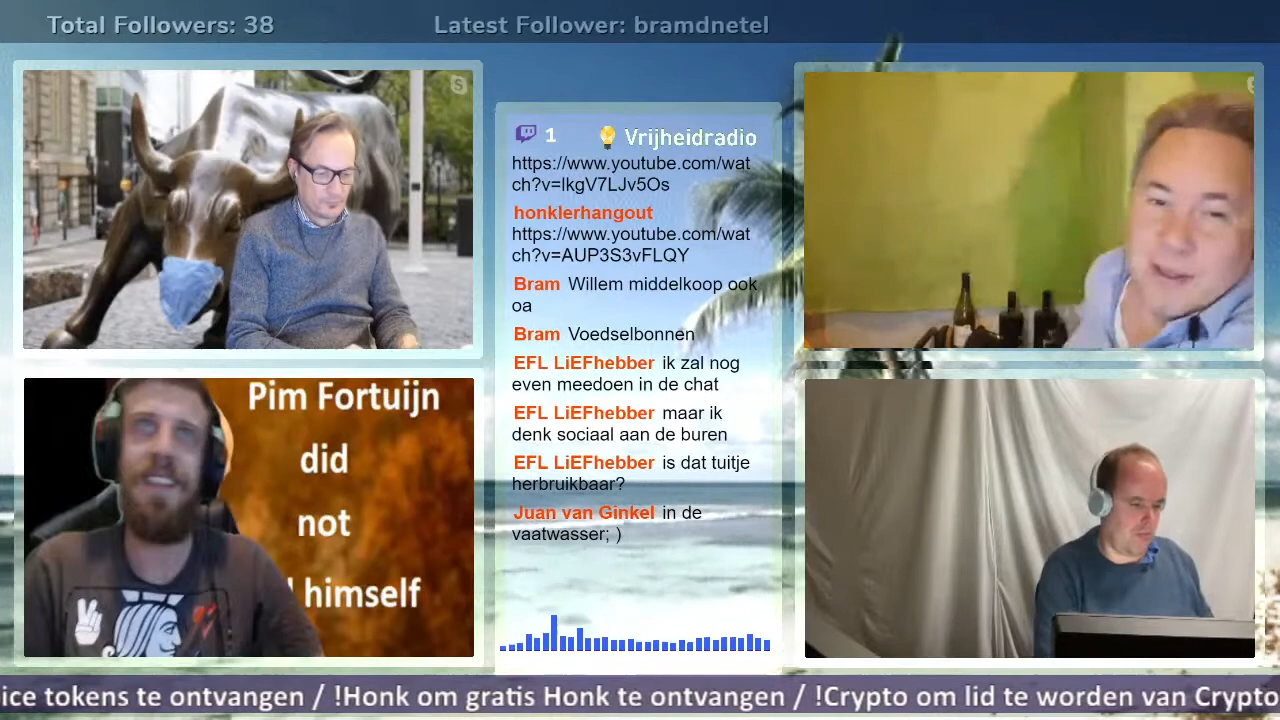 Total Followers: 38
Latest Follower: bramdnetel
1
Vrijheidradio
https://www.youtube.com/wat
ch?v=lkgV7LJv5Os
honklerhangout
https://www.youtube.com/wat
ch?v=AUP3S3vFLQY
Bram Willem middelkoop ook
oa
Bram Voedselbonnen
EFL LiEFhebber ik zal nog
even meedoen in de chat
EFL LiEFhebber maar ik
denk sociaal aan de buren
EFL LiEFhebber is dat tuitje
herbruikbaar?
Juan van Ginkel in de
vaatwasser; )
Pim Fortuijn
did
not
himself
ice tokens te ontvangen / !Honk om gratis Honk te ontvangen / !Crypto om lid te worden van Crypto